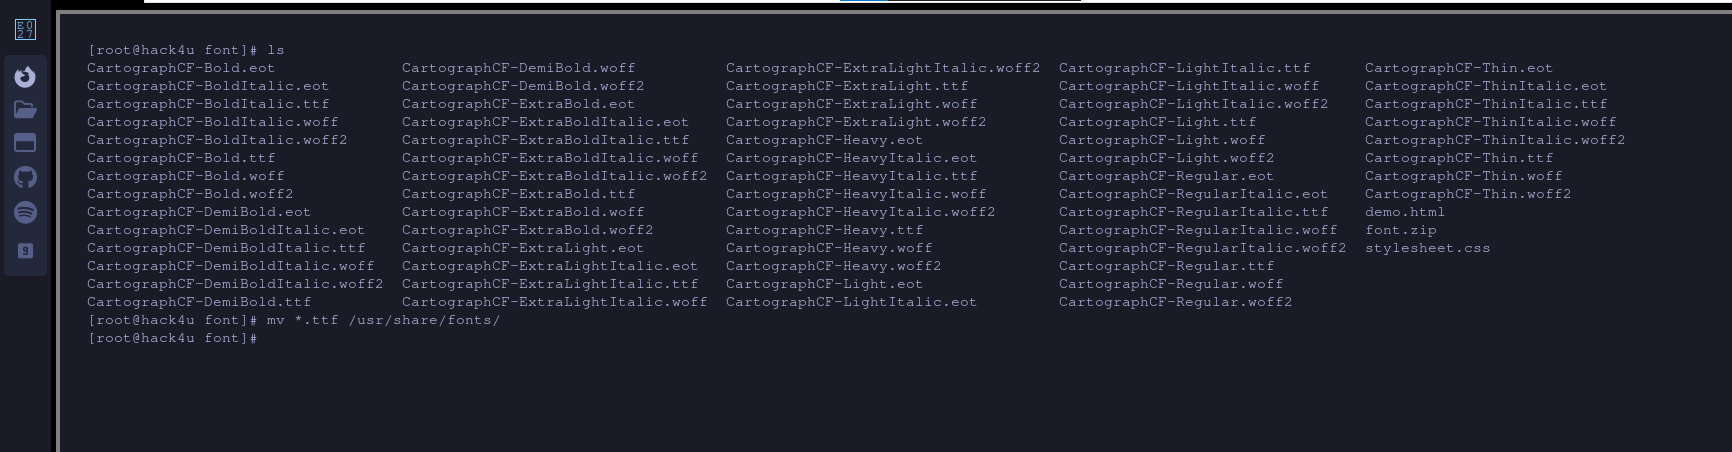 E0
27
[root@hack4u font]# ls
CartographCF-Bold.eot CartographCF-DemiBold.woff CartographCF-ExtraLightItalic.woff2 CartographCF-LightItalic.ttf CartographCF-Thin.eot
CartographCF-BoldItalic.eot CartographCF-DemiBold.woff2 CartographCF-ExtraLight.ttf CartographCF-LightItalic.woff CartographCF-ThinItalic.eot
CartographCF-BoldItalic.ttf CartographCF-ExtraBold.eot CartographCF-ExtraLight.woff CartographCF-LightItalic.woff2 CartographCF-ThinItalic.ttf
CartographCF-BoldItalic.woff CartographCF-ExtraBoldItalic.eot CartographCF-ExtraLight.woff2 CartographCF-Light.ttf CartographCF-ThinItalic.woff
CartographCF-BoldItalic.woff2 CartographCF-ExtraBoldItalic.ttf CartographCF-Heavy.eot CartographCF-Light.woff CartographCF-ThinItalic.woff2
CartographCF-Bold.ttf CartographCF-ExtraBoldItalic.woff CartographCF-HeavyItalic.eot CartographCF-Light.woff2 CartographCF-Thin.ttf
CartographCF-Bold.woff CartographCF-ExtraBoldItalic.woff2 CartographCF-HeavyItalic.ttf CartographCF-Regular.eot CartographCF-Thin.woff
CartographCF-Bold.woff2 CartographCF-ExtraBold.ttf CartographCF-HeavyItalic.woff CartographCF-RegularItalic.eot CartographCF-Thin.woff2
CartographCF-DemiBold.eot CartographCF-ExtraBold.woff CartographCF-HeavyItalic.woff2 CartographCF-RegularItalic.ttf demo.html
CartographCF-DemiBoldItalic.eot CartographCF-ExtraBold.woff2 CartographCF-Heavy.ttf CartographCF-RegularItalic.woff font.zip
CartographCF-DemiBoldItalic.ttf CartographCF-ExtraLight.eot CartographCF-Heavy.woff CartographCF-RegularItalic.woff2 stylesheet.css
CartographCF-DemiBoldItalic.woff CartographCF-ExtraLightItalic.eot CartographCF-Heavy.woff2 CartographCF-Regular.ttf
CartographCF-DemiBoldItalic.woff2 CartographCF-ExtraLightItalic.ttf CartographCF-Light.eot CartographCF-Regular.woff
CartographCF-DemiBold.ttf CartographCF-ExtraLightItalic.woff CartographCF-LightItalic.eot CartographCF-Regular.woff2
[root@hack4u font]# mv *.ttf /usr/share/fonts/
[root@hack4u font]#
9